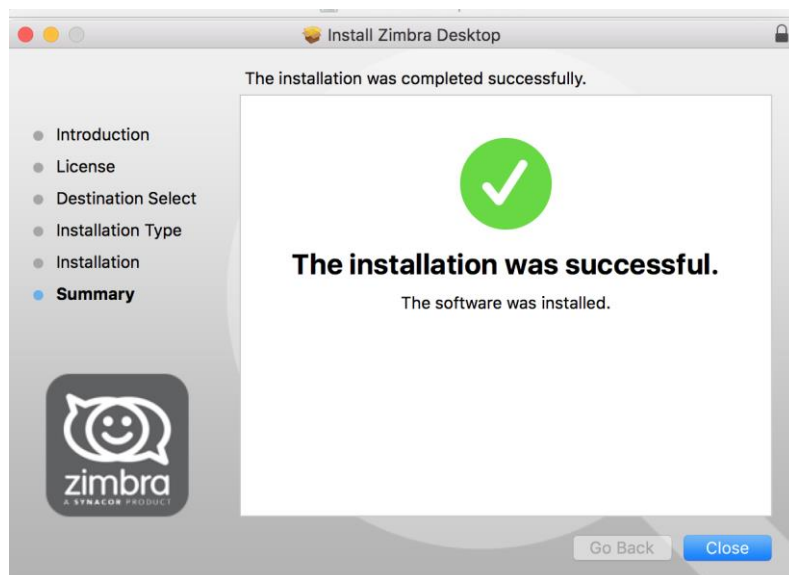 Install Zimbra Desktop
The installation was completed successfully.
Introduction
License
Destination Select
Installation Type
Installation
Summary
The installation was successful.
The software was installed.
zimbra
A SYNACOR PRODUCT
Go Back
Close